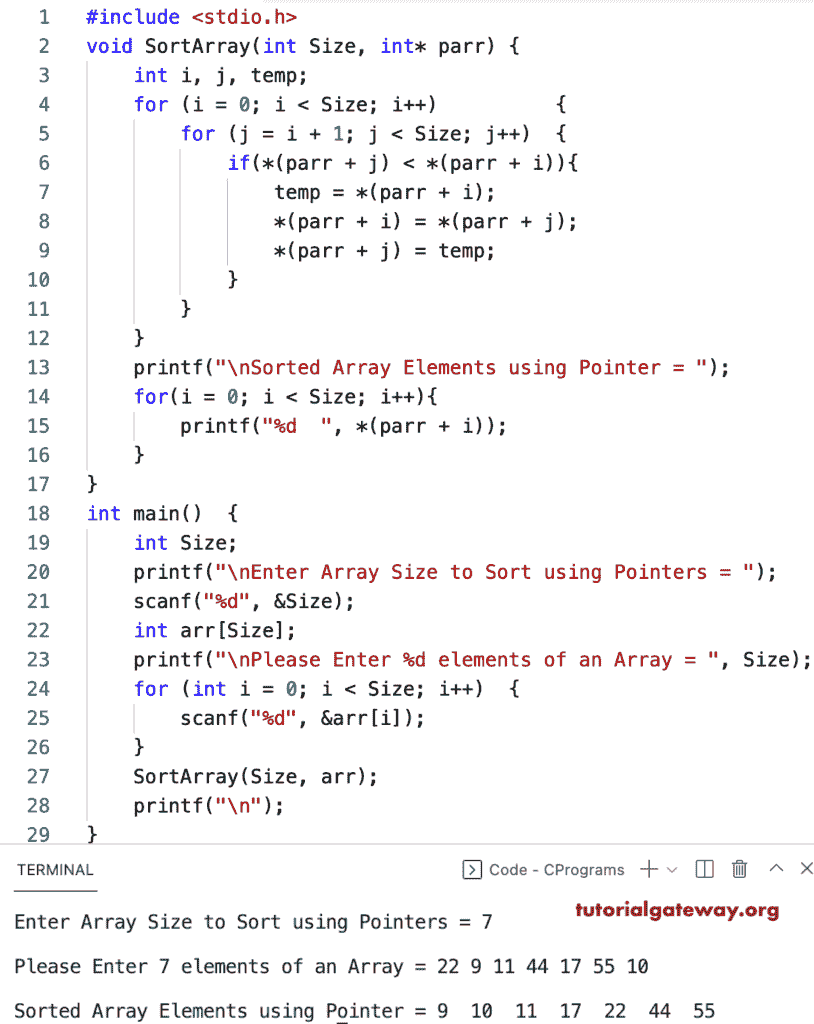 1 #include <stdio.h>
2 void SortArray(int Size, int* parr) {
3     int i, j, temp;
4     for (i = 0; i < Size; i++)          {
5         for (j = i + 1; j < Size; j++)  {
6             if(*(parr + j) < *(parr + i)){
7                 temp = *(parr + i);
8                 *(parr + i) = *(parr + j);
9                 *(parr + j) = temp;
10             }
11         }
12     }
13     printf("\nSorted Array Elements using Pointer = ");
14     for(i = 0; i < Size; i++){
15         printf("%d  ", *(parr + i));
16     }
17 }
18 int main()  {
19     int Size;
20     printf("\nEnter Array Size to Sort using Pointers = ");
21     scanf("%d", &Size);
22     int arr[Size];
23     printf("\nPlease Enter %d elements of an Array = ", Size);
24     for (int i = 0; i < Size; i++)  {
25         scanf("%d", &arr[i]);
26     }
27     SortArray(Size, arr);
28     printf("\n");
29 }
TERMINAL Code - CPrograms
tutorialgateway.org
Enter Array Size to Sort using Pointers = 7
Please Enter 7 elements of an Array = 22 9 11 44 17 55 10
Sorted Array Elements using Pointer = 9  10  11  17  22  44  55